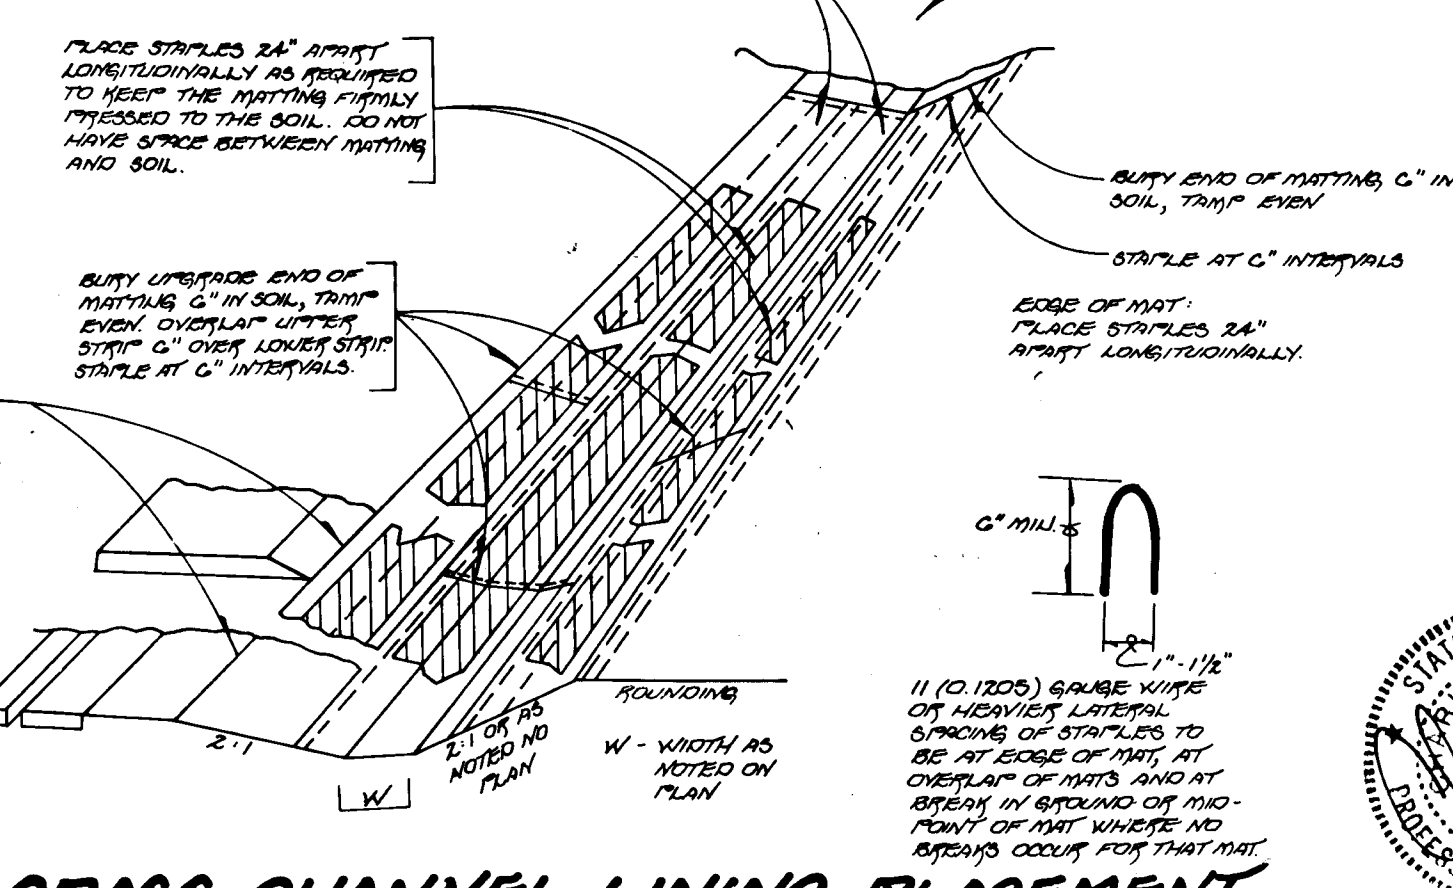 PLACE STAPLES 24" APART
LONGITUDINALLY AS REQUIRED
TO KEEP THE MATTING FIRMLY
PRESSED TO THE SOIL. DO NOT
HAVE SPACE BETWEEN MATTING
AND SOIL.
BURY END OF MATTING 6" IN
SOIL, TAMP EVEN
STAPLE AT 6" INTERVALS
BURY UPGRADE END OF
MATTING 6" IN SOIL, TAMP
EVEN. OVERLAP UPPER
STRIP 6" OVER LOWER STRIP.
STAPLE AT 6" INTERVALS.
EDGE OF MAT:
PLACE STAPLES 24"
APART LONGITUDINALLY.
6" MIN.
1"-1½"
11 (0.1205) GAUGE WIRE
OR HEAVIER LATERAL
SPACING OF STAPLES TO
BE AT EDGE OF MAT, AT
OVERLAP OF MATS AND AT
BREAK IN GROUND OR MID-
POINT OF MAT WHERE NO
BREAKS OCCUR FOR THAT MAT.
ROUNDING
2:1
2:1 OR AS
NOTED NO
PLAN
W - WIDTH AS
NOTED ON
PLAN
W
CHANNEL LINING PLACEMENT
STAT
PROFES